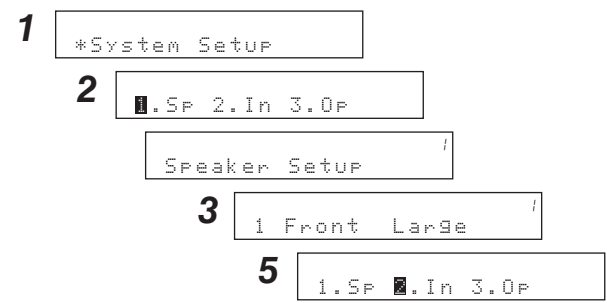 1
*System Setup
2
1.Sp 2.In 3.Op
1
Speaker Setup
3
1
1 Front Large
5
1.Sp 2.In 3.Op